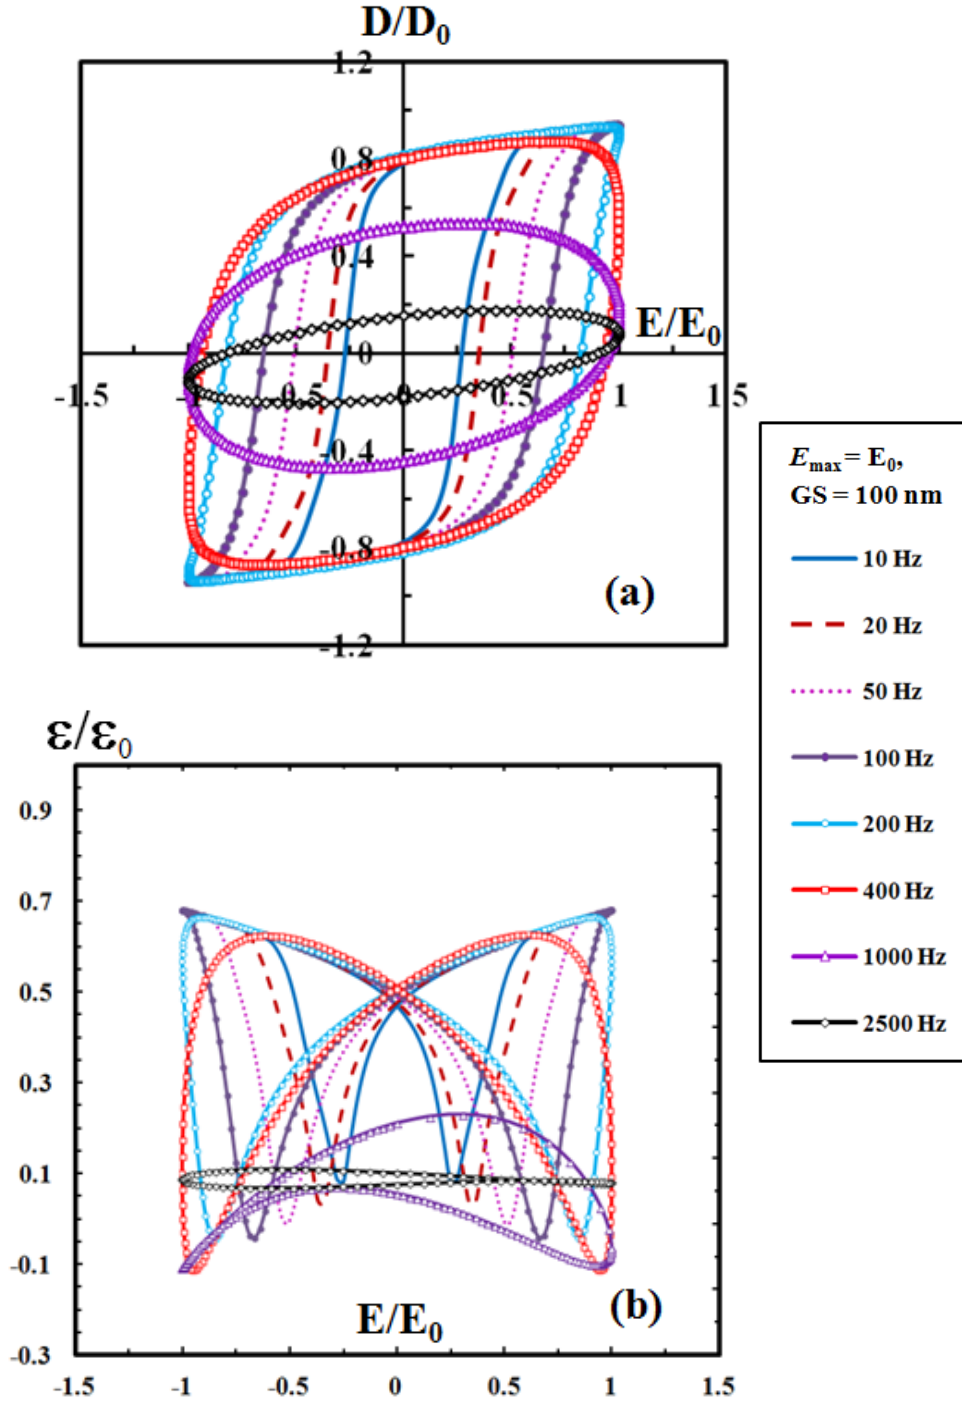 D/D0
1.2
0.8
0.4
E/E0
0
-1.5
-1
-0.5
0.5
1
15
-0.4
-0.8
(a)
-1.2
Emax = E0,
GS = 100 nm
10 Hz
20 Hz
50 Hz
100 Hz
200 Hz
400 Hz
1000 Hz
2500 Hz
ε/ε0
0.9
0.7
0.5
0.3
0.1
-0.1
E/E0
(b)
-0.3
-1.5
-1
-0.5
0
0.5
1
1.5